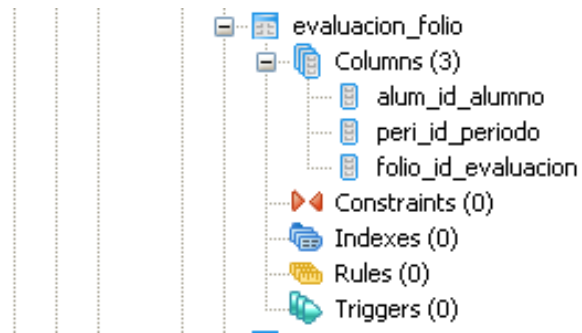 evaluacion_folio
Columns (3)
alum_id_alumno
peri_id_periodo
folio_id_evaluacion
Constraints (0)
Indexes (0)
Rules (0)
Triggers (0)